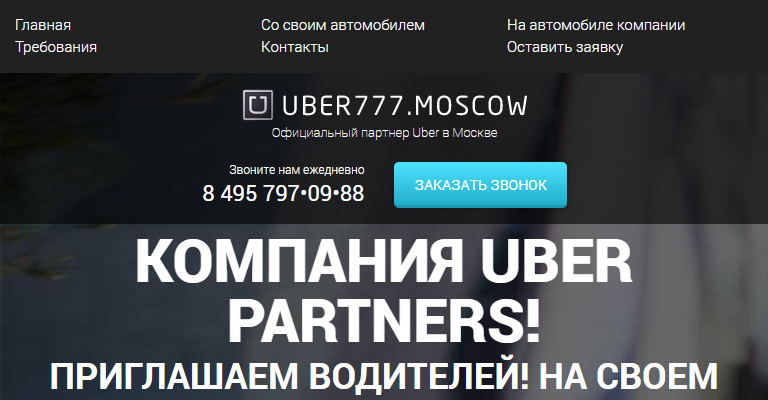 Главная
Со своим автомобилем
На автомобиле компании
Требования
Контакты
Оставить заявку
UBER777.MOSCOW
Официальный партнер Uber в Москве
Звоните нам ежедневно
8 495 797•09•88
ЗАКАЗАТЬ ЗВОНОК
КОМПАНИЯ UBER
PARTNERS!
ПРИГЛАШАЕМ ВОДИТЕЛЕЙ! НА СВОЕМ